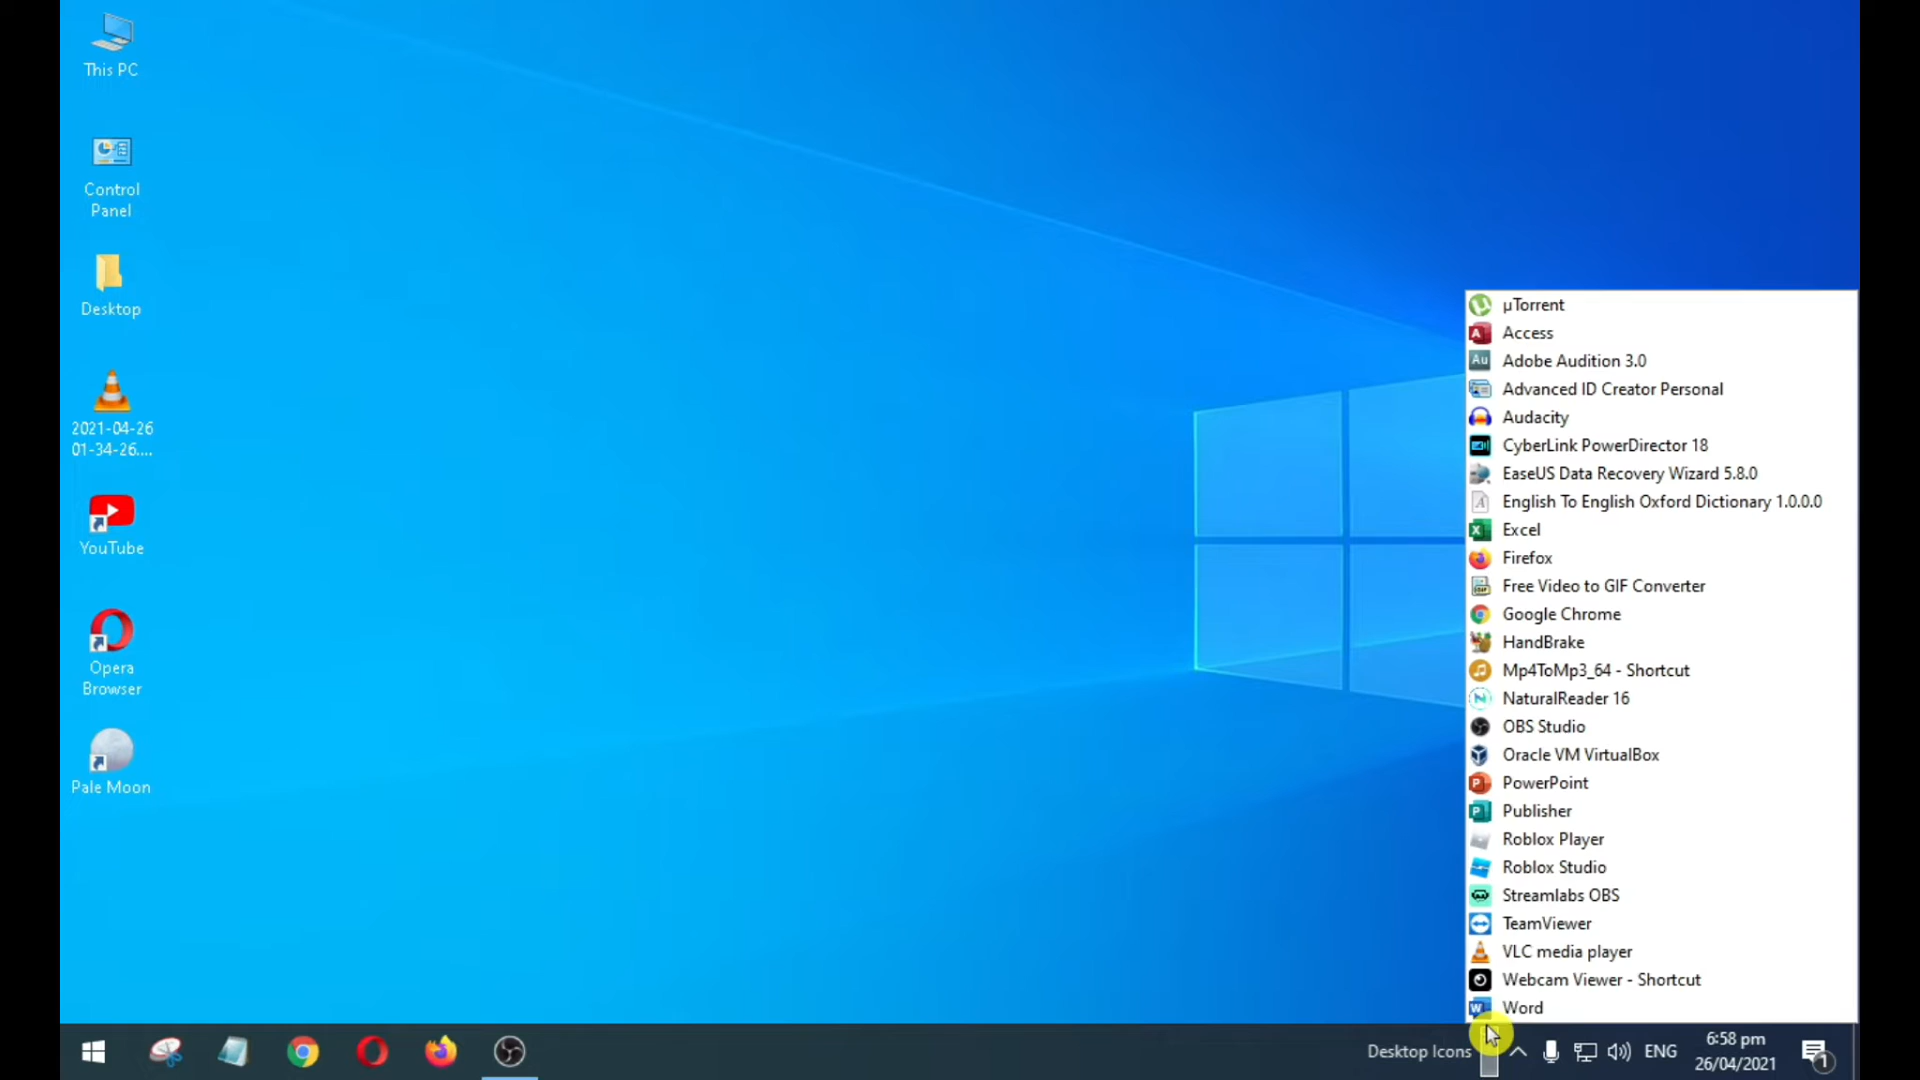 This PC
Control
Panel
Desktop
2021-04-26
01-34-26....
YouTube
Opera
Browser
Pale Moon
µTorrent
Access
Adobe Audition 3.0
Advanced ID Creator Personal
Audacity
CyberLink PowerDirector 18
EaseUS Data Recovery Wizard 5.8.0
English To English Oxford Dictionary 1.0.0.0
Excel
Firefox
Free Video to GIF Converter
Google Chrome
HandBrake
Mp4ToMp3_64 - Shortcut
NaturalReader 16
OBS Studio
Oracle VM VirtualBox
PowerPoint
Publisher
Roblox Player
Roblox Studio
Streamlabs OBS
TeamViewer
VLC media player
Webcam Viewer - Shortcut
Word
Desktop Icons
ENG
6:58 pm
26/04/2021
1